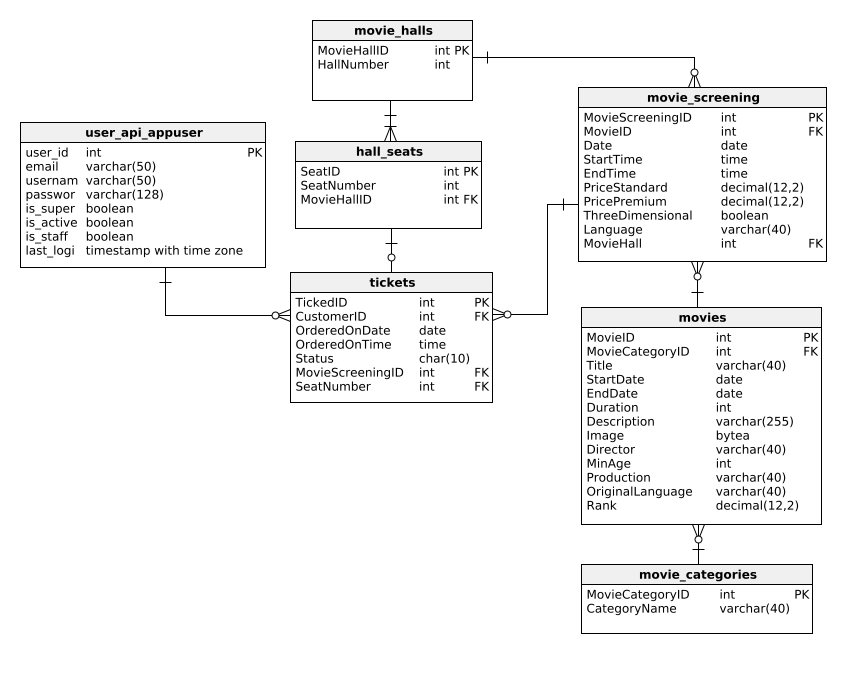 movie_halls
MovieHallID int PK
HallNumber int
movie_screening
MovieScreeningID int PK
MovieID int FK
Date date
StartTime time
EndTime time
PriceStandard decimal(12,2)
PricePremium decimal(12,2)
ThreeDimensional boolean
Language varchar(40)
MovieHall int FK
user_api_appuser
user_id int PK
email varchar(50)
usernam varchar(50)
passwor varchar(128)
is_super boolean
is_active boolean
is_staff boolean
last_logi timestamp with time zone
hall_seats
SeatID int PK
SeatNumber int
MovieHallID int FK
tickets
TickedID int PK
CustomerID int FK
OrderedOnDate date
OrderedOnTime time
Status char(10)
MovieScreeningID int FK
SeatNumber int FK
movies
MovieID int PK
MovieCategoryID int FK
Title varchar(40)
StartDate date
EndDate date
Duration int
Description varchar(255)
Image bytea
Director varchar(40)
MinAge int
Production varchar(40)
OriginalLanguage varchar(40)
Rank decimal(12,2)
movie_categories
MovieCategoryID int PK
CategoryName varchar(40)